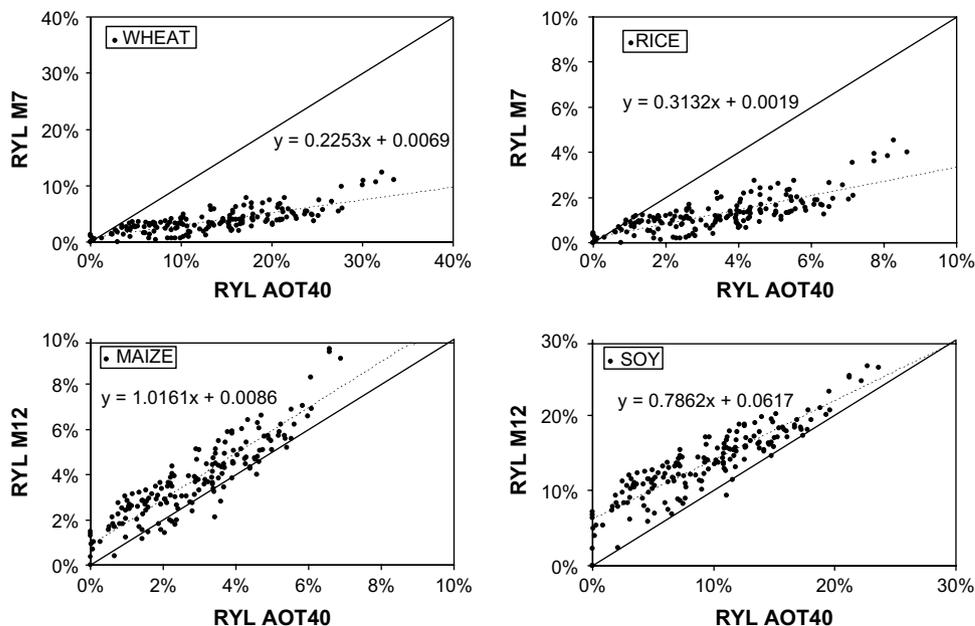 40%
WHEAT
30%
20%
y = 0.2253x + 0.0069
10%
0%
0%
10%
20%
30%
40%
RYL M7
RYL AOT40
10%
RICE
8%
6%
y = 0.3132x + 0.0019
4%
2%
0%
0%
2%
4%
6%
8%
10%
RYL M7
RYL AOT40
10%
MAIZE
8%
y = 1.0161x + 0.0086
6%
4%
2%
0%
0%
2%
4%
6%
8%
10%
RYL M12
RYL AOT40
30%
SOY
y = 0.7862x + 0.0617
20%
10%
0%
0%
10%
20%
30%
RYL M12
RYL AOT40